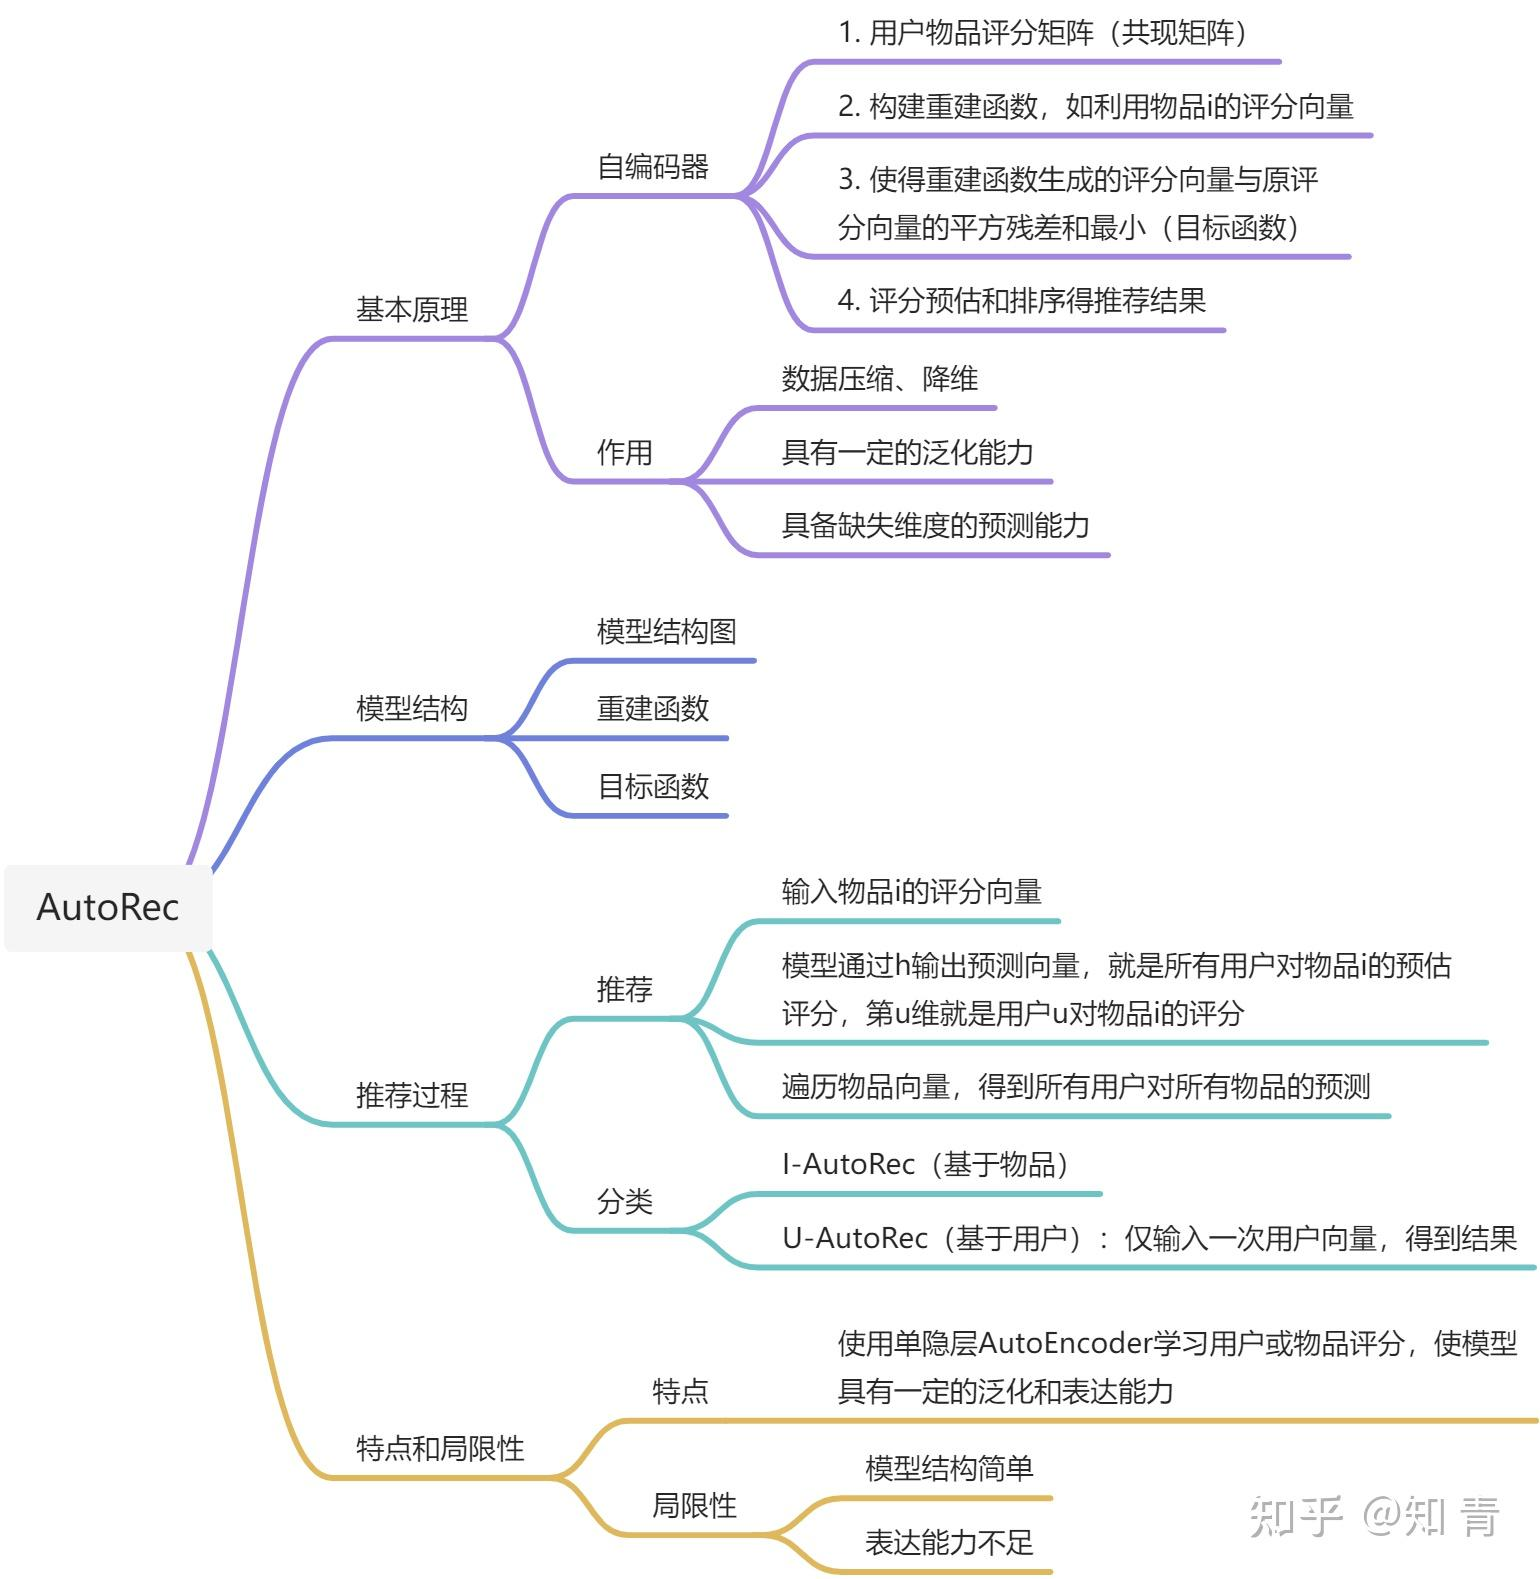 1. 用户物品评分矩阵（共现矩阵）
2. 构建重建函数，如利用物品i的评分向量
自编码器
3. 使得重建函数生成的评分向量与原评
分向量的平方残差和最小（目标函数）
4. 评分预估和排序得推荐结果
基本原理
数据压缩、降维
作用
具有一定的泛化能力
具备缺失维度的预测能力
模型结构图
模型结构
重建函数
目标函数
AutoRec
输入物品i的评分向量
推荐
模型通过h输出预测向量，就是所有用户对物品i的预估
评分，第u维就是用户u对物品i的评分
遍历物品向量，得到所有用户对所有物品的预测
推荐过程
I-AutoRec（基于物品）
分类
U-AutoRec（基于用户）：仅输入一次用户向量，得到结果
使用单隐层AutoEncoder学习用户或物品评分，使模型
具有一定的泛化和表达能力
特点
特点和局限性
模型结构简单
局限性
表达能力不足
知乎 @知青